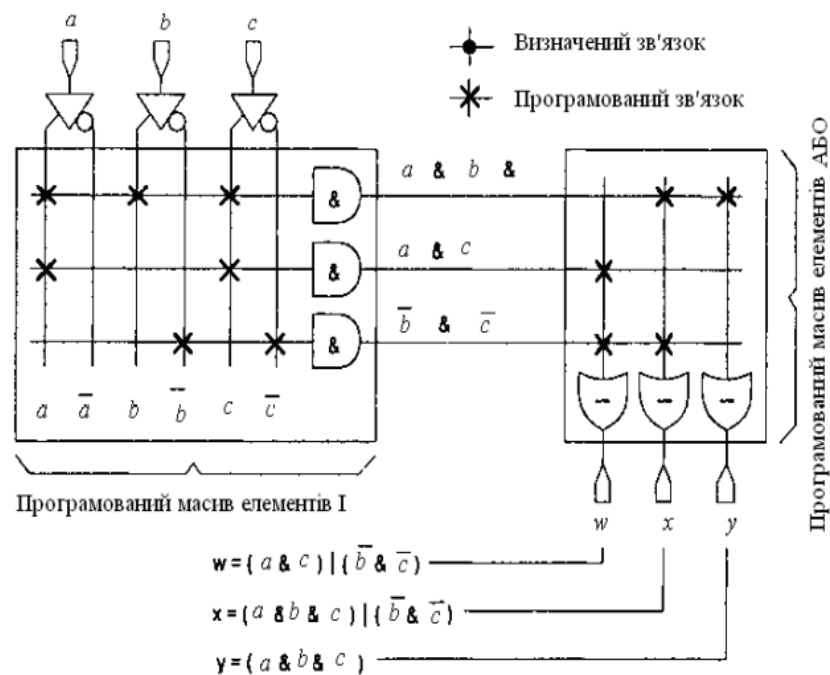 a b c
Визначений зв'язок
Програмований зв'язок
a & b &
&
a & c
&
b̅ & c̅
&
a a̅ b b̅ c c̅
Програмований масив елементів І
Програмований масив елементів АБО
w x y
w = ( a & c ) | ( b̅ & c̅ )
x = ( a & b & c ) | ( b̅ & c̅ )
y = ( a & b & c )